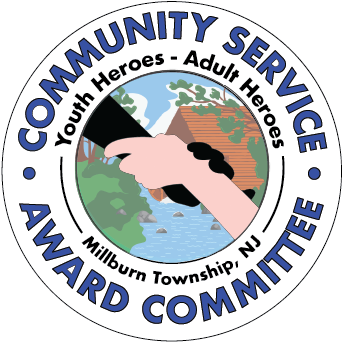 COMMUNITY SERVICE
Youth Heroes - Adult Heroes
Millburn Township, NJ
• AWARD COMMITTEE •